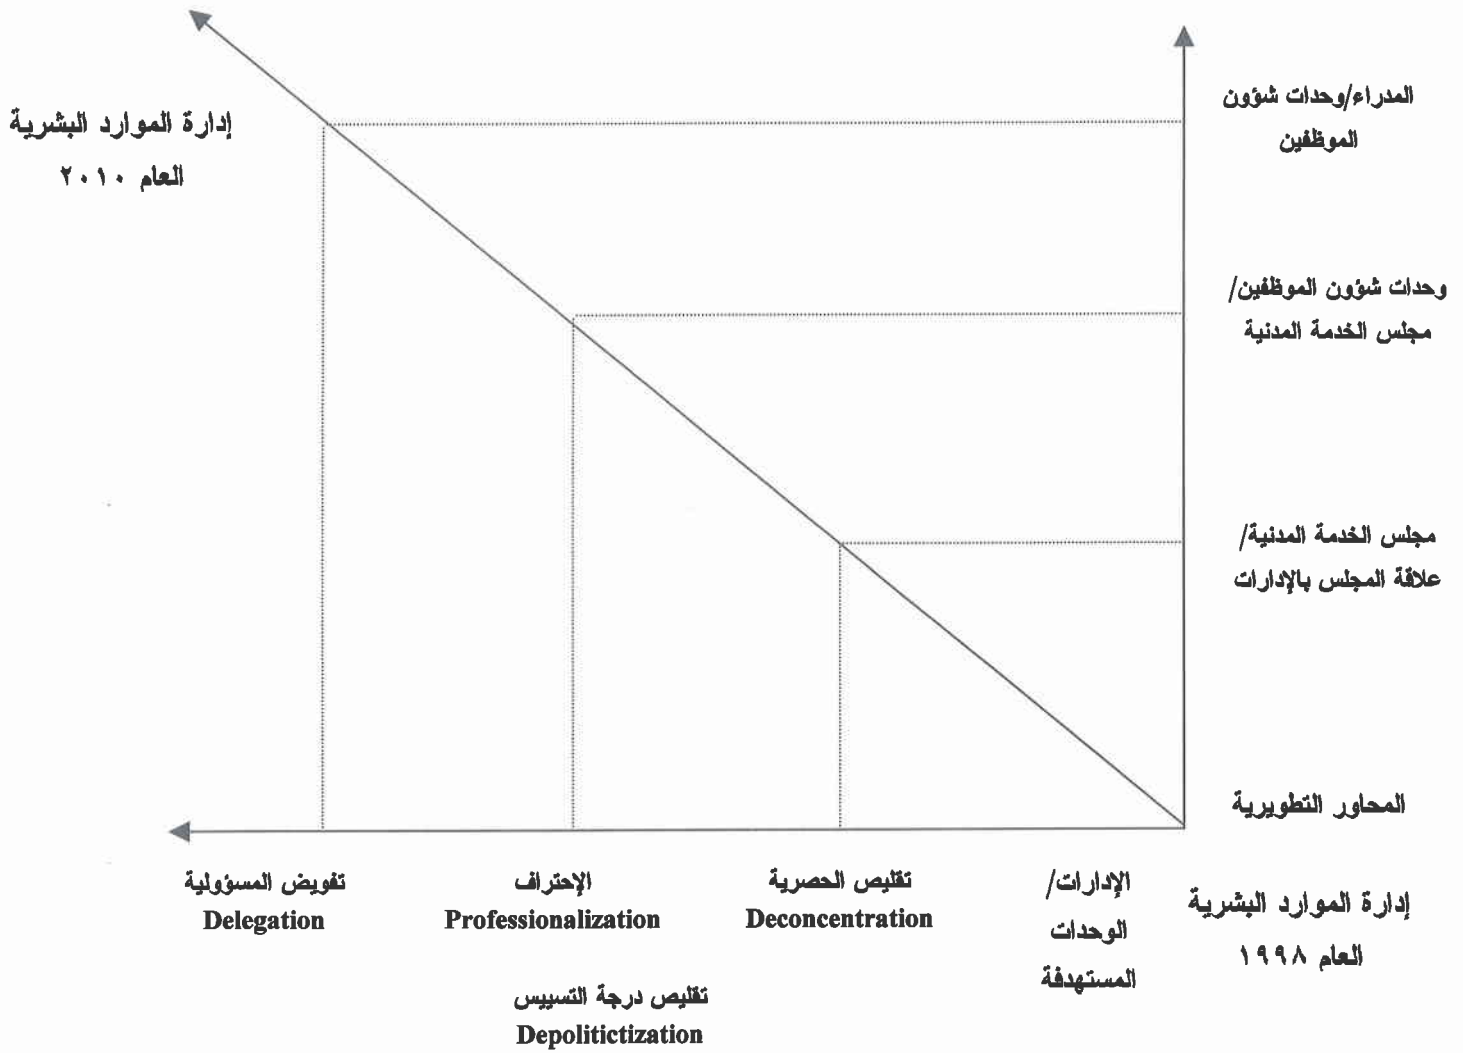 المدراء/وحدات شؤون
الموظفين
إدارة الموارد البشرية
العام ٢٠١٠
وحدات شؤون الموظفين/
مجلس الخدمة المدنية
مجلس الخدمة المدنية/
علاقة المجلس بالإدارات
المحاور التطويرية
إدارة الموارد البشرية
العام ١٩٩٨
الإدارات/
الوحدات
المستهدفة
تقليص الحصرية
Deconcentration
الإحتراف
Professionalization
تفويض المسؤولية
Delegation
تقليص درجة التسييس
Depolitictization